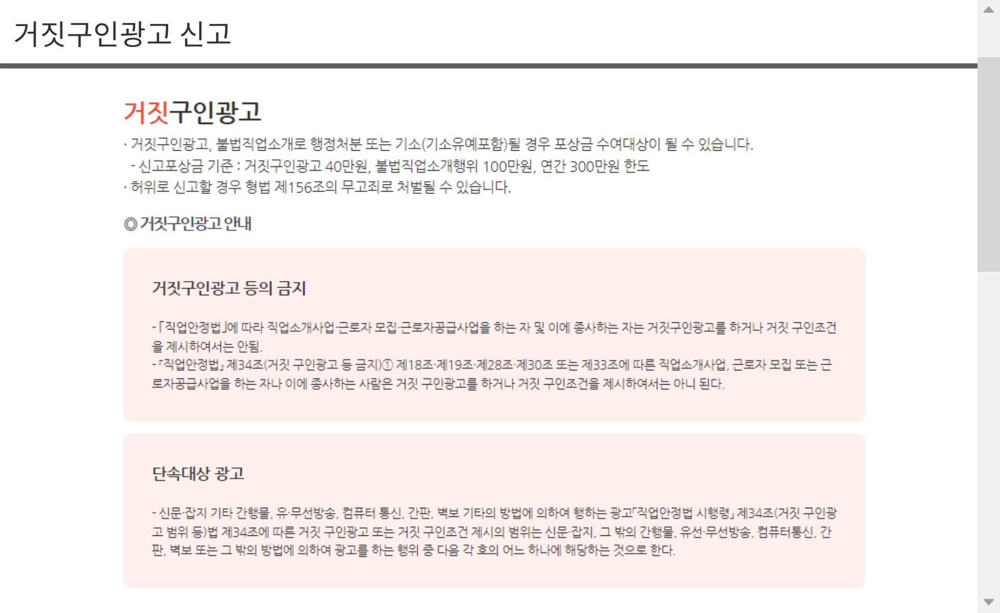 거짓구인광고 신고
거짓구인광고
· 거짓구인광고, 불법직업소개로 행정처분 또는 기소(기소유예포함)될 경우 포상금 수여대상이 될 수 있습니다.
- 신고포상금 기준 : 거짓구인광고 40만원, 불법직업소개행위 100만원, 연간 300만원 한도
· 허위로 신고할 경우 형법 제156조의 무고죄로 처벌될 수 있습니다.
◎ 거짓구인광고 안내
거짓구인광고 등의 금지
- ｢직업안정법｣에 따라 직업소개사업·근로자 모집·근로자공급사업을 하는 자 및 이에 종사하는 자는 거짓구인광고를 하거나 거짓 구인조건
을 제시하여서는 안됨.
- 「직업안정법」 제34조(거짓 구인광고 등 금지)① 제18조·제19조·제28조·제30조 또는 제33조에 따른 직업소개사업, 근로자 모집 또는 근
로자공급사업을 하는 자나 이에 종사하는 사람은 거짓 구인광고를 하거나 거짓 구인조건을 제시하여서는 아니 된다.
단속대상 광고
- 신문·잡지 기타 간행물, 유·무선방송, 컴퓨터 통신, 간판, 벽보 기타의 방법에 의하여 행하는 광고「직업안정법 시행령」 제34조(거짓 구인광
고 범위 등)법 제34조에 따른 거짓 구인광고 또는 거짓 구인조건 제시의 범위는 신문·잡지, 그 밖의 간행물, 유선·무선방송, 컴퓨터통신, 간
판, 벽보 또는 그 밖의 방법에 의하여 광고를 하는 행위 중 다음 각 호의 어느 하나에 해당하는 것으로 한다.